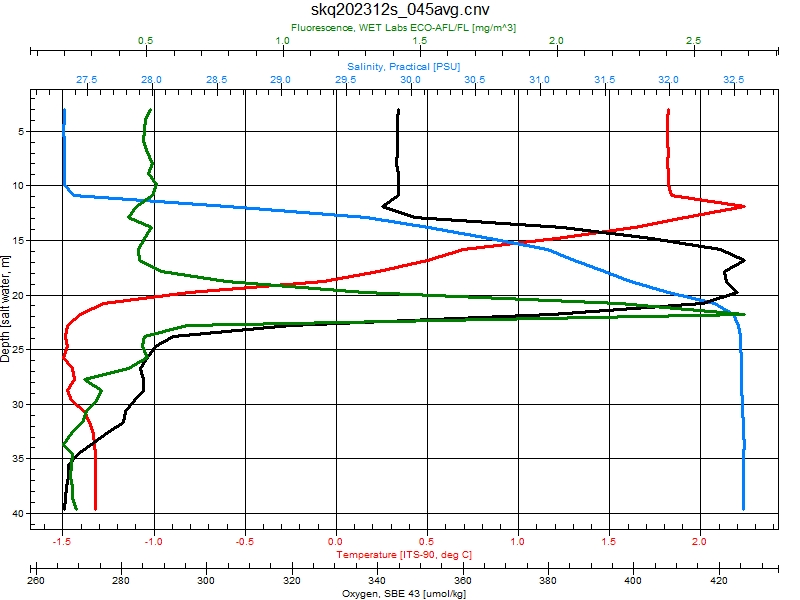 skq202312s_045avg.cnv
Fluorescence, WET Labs ECO-AFL/FL [mg/m^3]
0.5 1.0 1.5 2.0 2.5
Salinity, Practical [PSU]
27.5 28.0 28.5 29.0 29.5 30.0 30.5 31.0 31.5 32.0 32.5
Depth [salt water, m]
5
10
15
20
25
30
35
40
-1.5 -1.0 -0.5 0.0 0.5 1.0 1.5 2.0
Temperature [ITS-90, deg C]
260 280 300 320 340 360 380 400 420
Oxygen, SBE 43 [umol/kg]